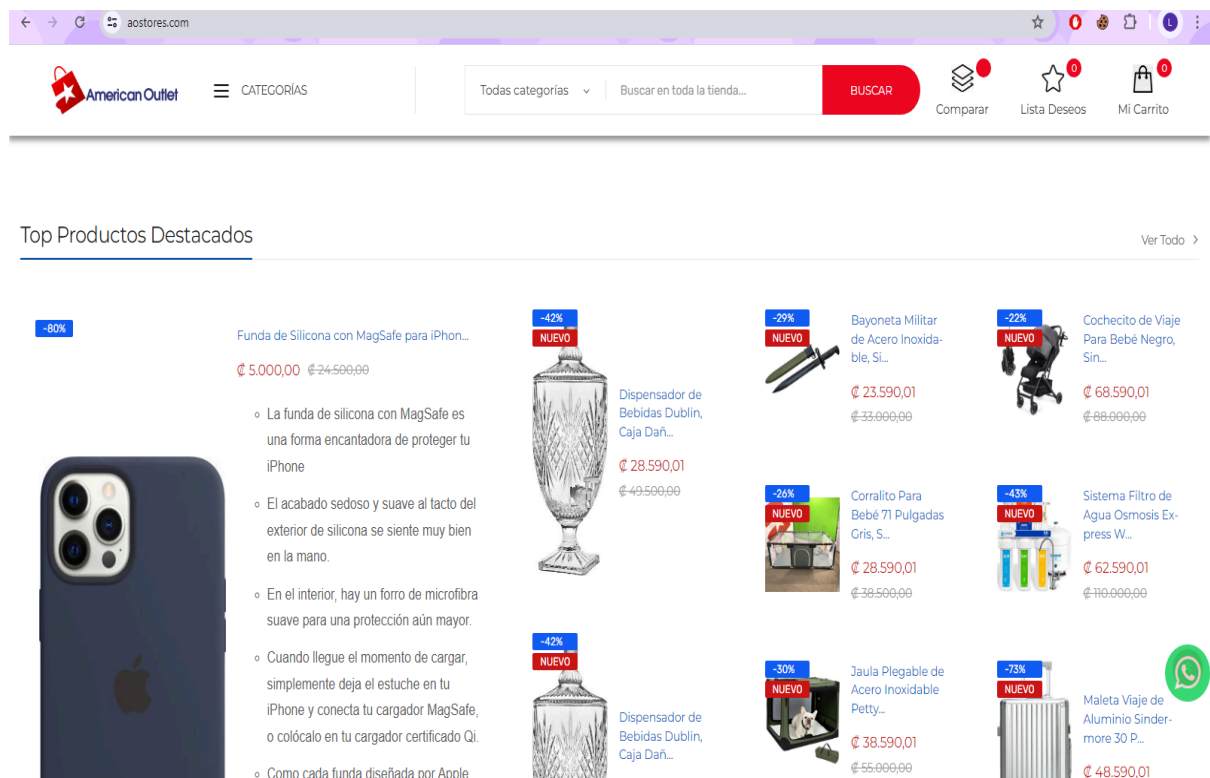 aostores.com
L
American Outlet
CATEGORÍAS
Todas categorías
Buscar en toda la tienda...
BUSCAR
Comparar
0
Lista Deseos
0
Mi Carrito
Top Productos Destacados
Ver Todo
-80%
Funda de Silicona con MagSafe para iPhon...
₡ 5.000,00 ₡ 24.500,00
La funda de silicona con MagSafe es
una forma encantadora de proteger tu
iPhone
El acabado sedoso y suave al tacto del
exterior de silicona se siente muy bien
en la mano.
En el interior, hay un forro de microfibra
suave para una protección aún mayor.
Cuando llegue el momento de cargar,
simplemente deja el estuche en tu
iPhone y conecta tu cargador MagSafe,
o colócalo en tu cargador certificado Qi.
Como cada funda diseñada por Apple
-42%
NUEVO
Dispensador de
Bebidas Dublin,
Caja Dañ...
₡ 28.590,01
₡ 49.500,00
-42%
NUEVO
Dispensador de
Bebidas Dublin,
Caja Dañ...
-29%
NUEVO
Bayoneta Militar
de Acero Inoxida-
ble, Si...
₡ 23.590,01
₡ 33.000,00
-26%
NUEVO
Corralito Para
Bebé 71 Pulgadas
Gris, S...
₡ 28.590,01
₡ 38.500,00
-30%
NUEVO
Jaula Plegable de
Acero Inoxidable
Petty...
₡ 38.590,01
₡ 55.000,00
-22%
NUEVO
Cochecito de Viaje
Para Bebé Negro,
Sin...
₡ 68.590,01
₡ 88.000,00
-43%
NUEVO
Sistema Filtro de
Agua Osmosis Ex-
press W...
₡ 62.590,01
₡ 110.000,00
-73%
NUEVO
Maleta Viaje de
Aluminio Sinder-
more 30 P...
₡ 48.590,01